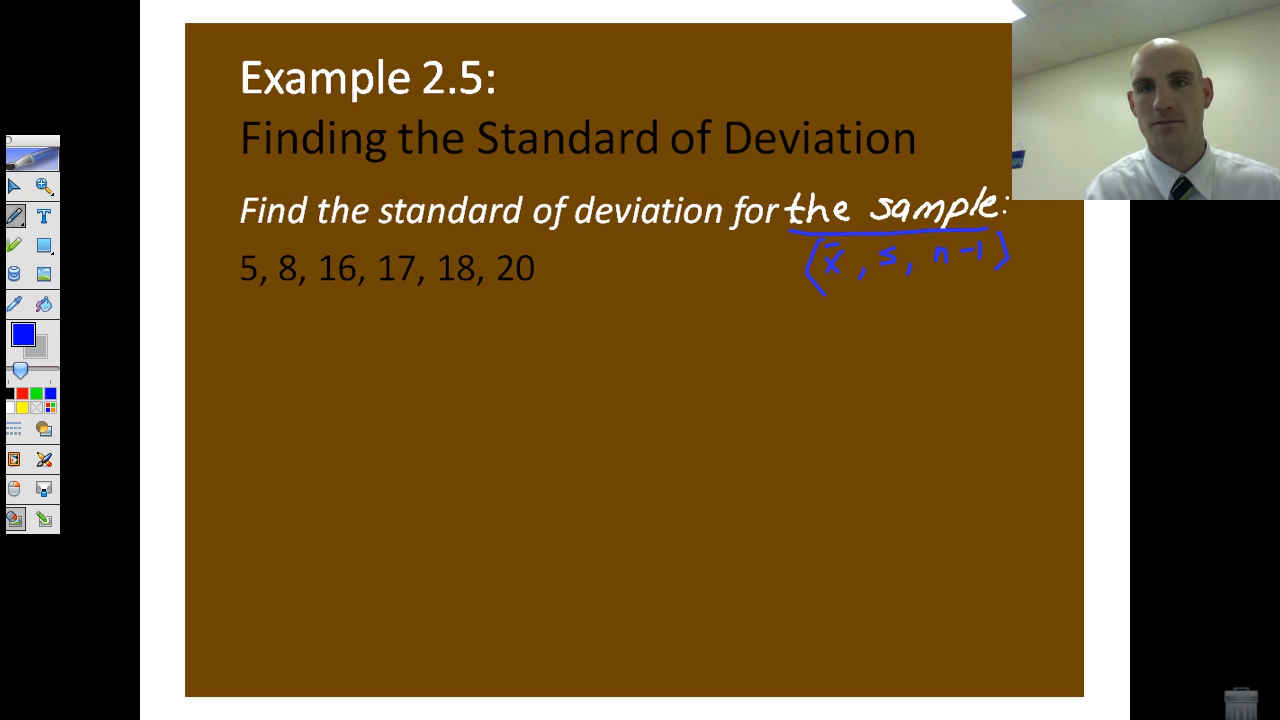 Example 2.5:
Finding the Standard of Deviation
Find the standard of deviation for the sample:
(x̄, s, n-1)
5, 8, 16, 17, 18, 20
T